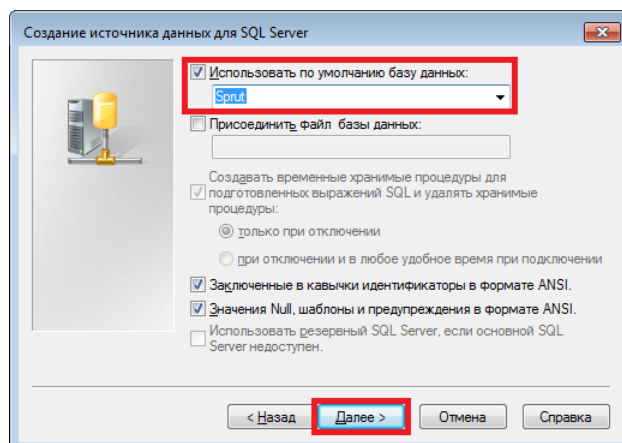 Создание источника данных для SQL Server
Использовать по умолчанию базу данных:
Sprut
Присоединить файл базы данных:
Создавать временные хранимые процедуры для
подготовленных выражений SQL и удалять хранимые
процедуры:
только при отключении
при отключении и в любое удобное время при подключении
Заключенные в кавычки идентификаторы в формате ANSI.
Значения Null, шаблоны и предупреждения в формате ANSI.
Использовать резервный SQL Server, если основной SQL
Server недоступен.
< Назад Далее > Отмена Справка